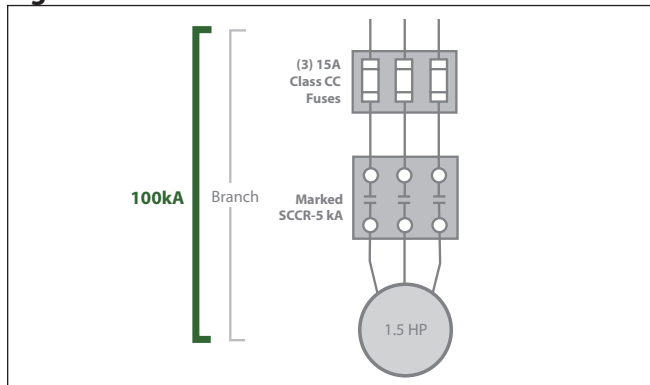 (3) 15A
Class CC
Fuses
100kA
Branch
Marked
SCCR-5 kA
1.5 HP